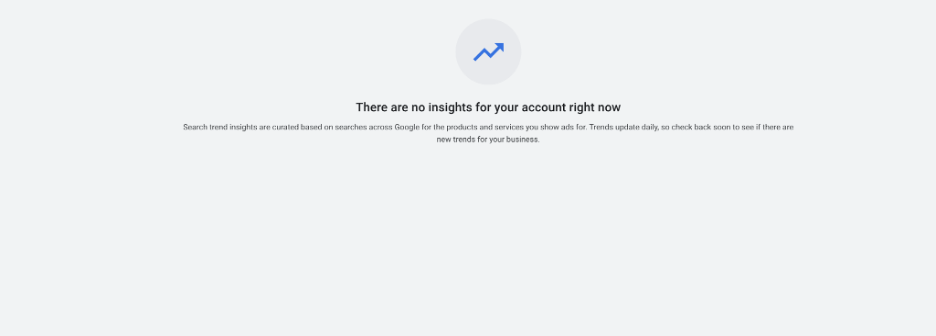 There are no insights for your account right now
Search trend insights are curated based on searches across Google for the products and services you show ads for. Trends update daily, so check back soon to see if there are
new trends for your business.